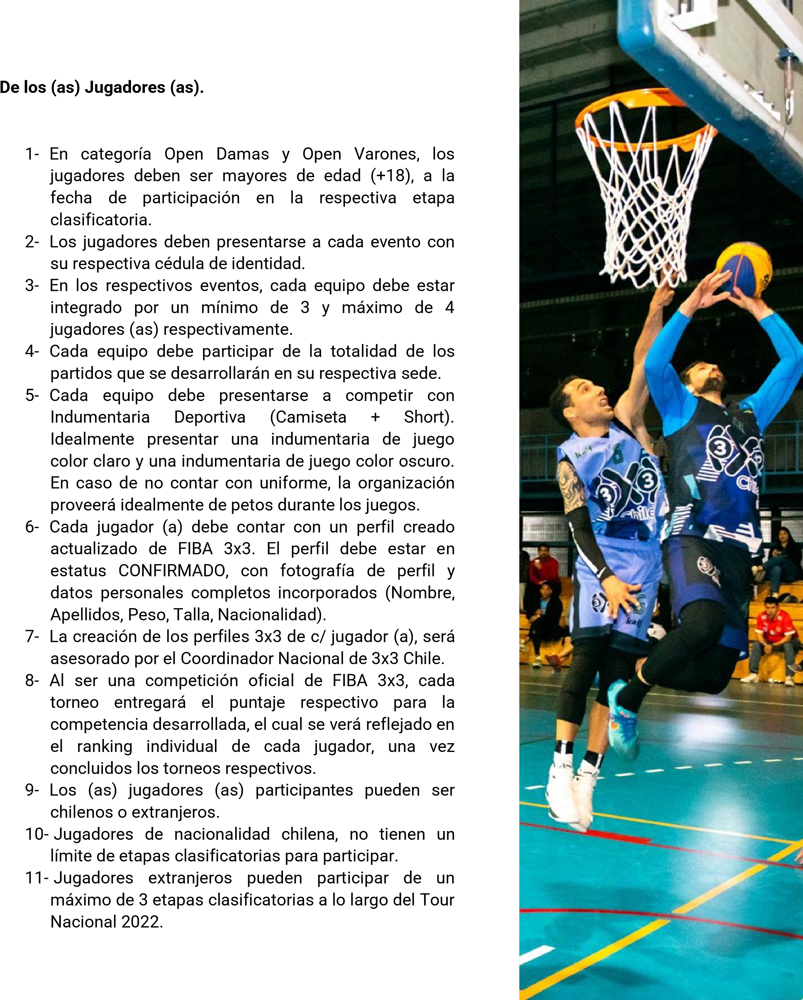 De los (as) Jugadores (as).
1- En categoría Open Damas y Open Varones, los
jugadores deben ser mayores de edad (+18), a la
fecha de participación en la respectiva etapa
clasificatoria.
2- Los jugadores deben presentarse a cada evento con
su respectiva cédula de identidad.
3- En los respectivos eventos, cada equipo debe estar
integrado por un mínimo de 3 y máximo de 4
jugadores (as) respectivamente.
4- Cada equipo debe participar de la totalidad de los
partidos que se desarrollarán en su respectiva sede.
5- Cada equipo debe presentarse a competir con
Indumentaria Deportiva (Camiseta + Short).
Idealmente presentar una indumentaria de juego
color claro y una indumentaria de juego color oscuro.
En caso de no contar con uniforme, la organización
proveerá idealmente de petos durante los juegos.
6- Cada jugador (a) debe contar con un perfil creado
actualizado de FIBA 3x3. El perfil debe estar en
estatus CONFIRMADO, con fotografía de perfil y
datos personales completos incorporados (Nombre,
Apellidos, Peso, Talla, Nacionalidad).
7- La creación de los perfiles 3x3 de c/ jugador (a), será
asesorado por el Coordinador Nacional de 3x3 Chile.
8- Al ser una competición oficial de FIBA 3x3, cada
torneo entregará el puntaje respectivo para la
competencia desarrollada, el cual se verá reflejado en
el ranking individual de cada jugador, una vez
concluidos los torneos respectivos.
9- Los (as) jugadores (as) participantes pueden ser
chilenos o extranjeros.
10- Jugadores de nacionalidad chilena, no tienen un
límite de etapas clasificatorias para participar.
11- Jugadores extranjeros pueden participar de un
máximo de 3 etapas clasificatorias a lo largo del Tour
Nacional 2022.
6
3X3
Chile
3X
6